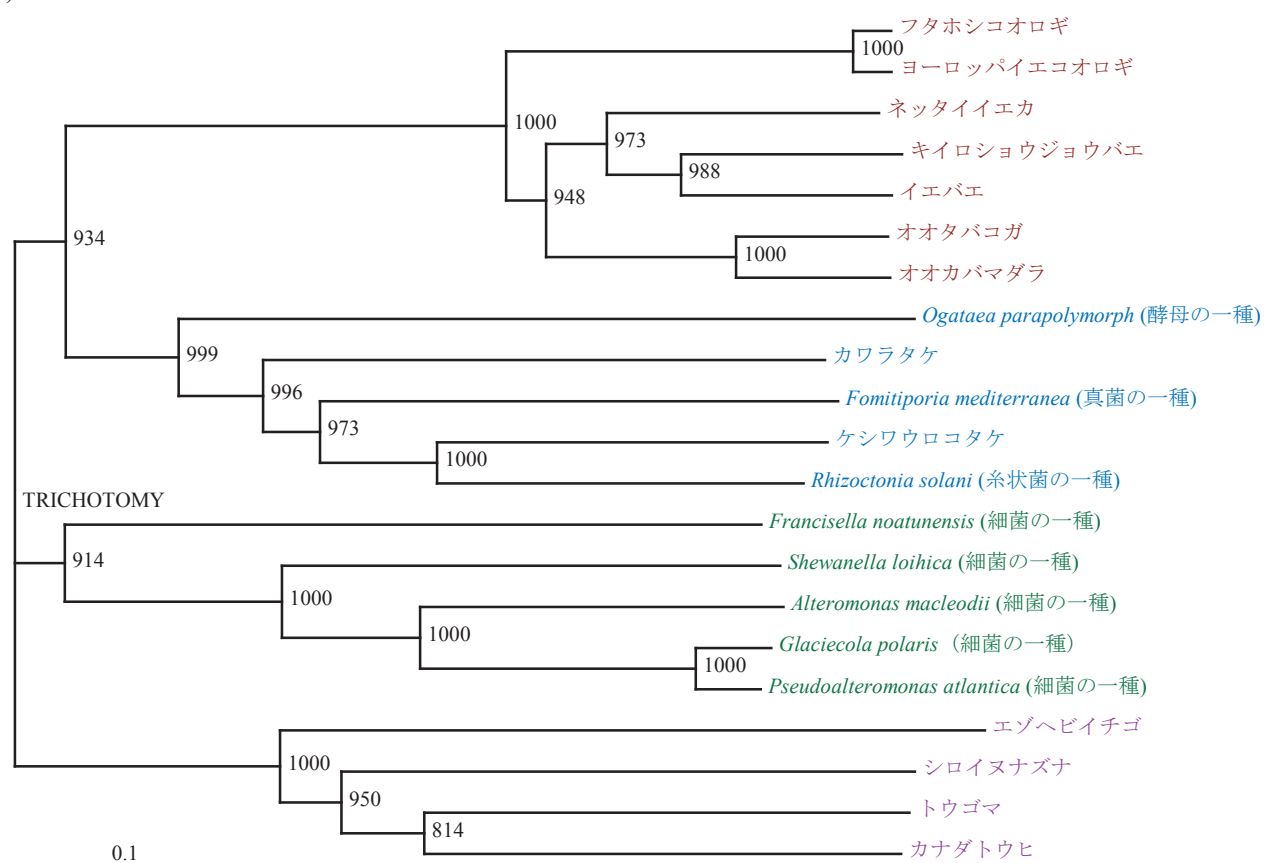 )
フタホシコオロギ
1000
ヨーロッパイエコオロギ
ネッタイイエカ
1000
973
キイロショウジョウバエ
988
948
イエバエ
934
オオタバコガ
1000
オオカバマダラ
Ogataea parapolymorph (酵母の一種)
999
カワラタケ
996
Fomitiporia mediterranea (真菌の一種)
973
ケシワウロコタケ
1000
Rhizoctonia solani (糸状菌の一種)
TRICHOTOMY
Francisella noatunensis (細菌の一種)
914
Shewanella loihica (細菌の一種)
1000
Alteromonas macleodii (細菌の一種)
1000
Glaciecola polaris（細菌の一種）
1000
Pseudoalteromonas atlantica (細菌の一種)
エゾヘビイチゴ
1000
シロイヌナズナ
950
トウゴマ
814
カナダトウヒ
0.1